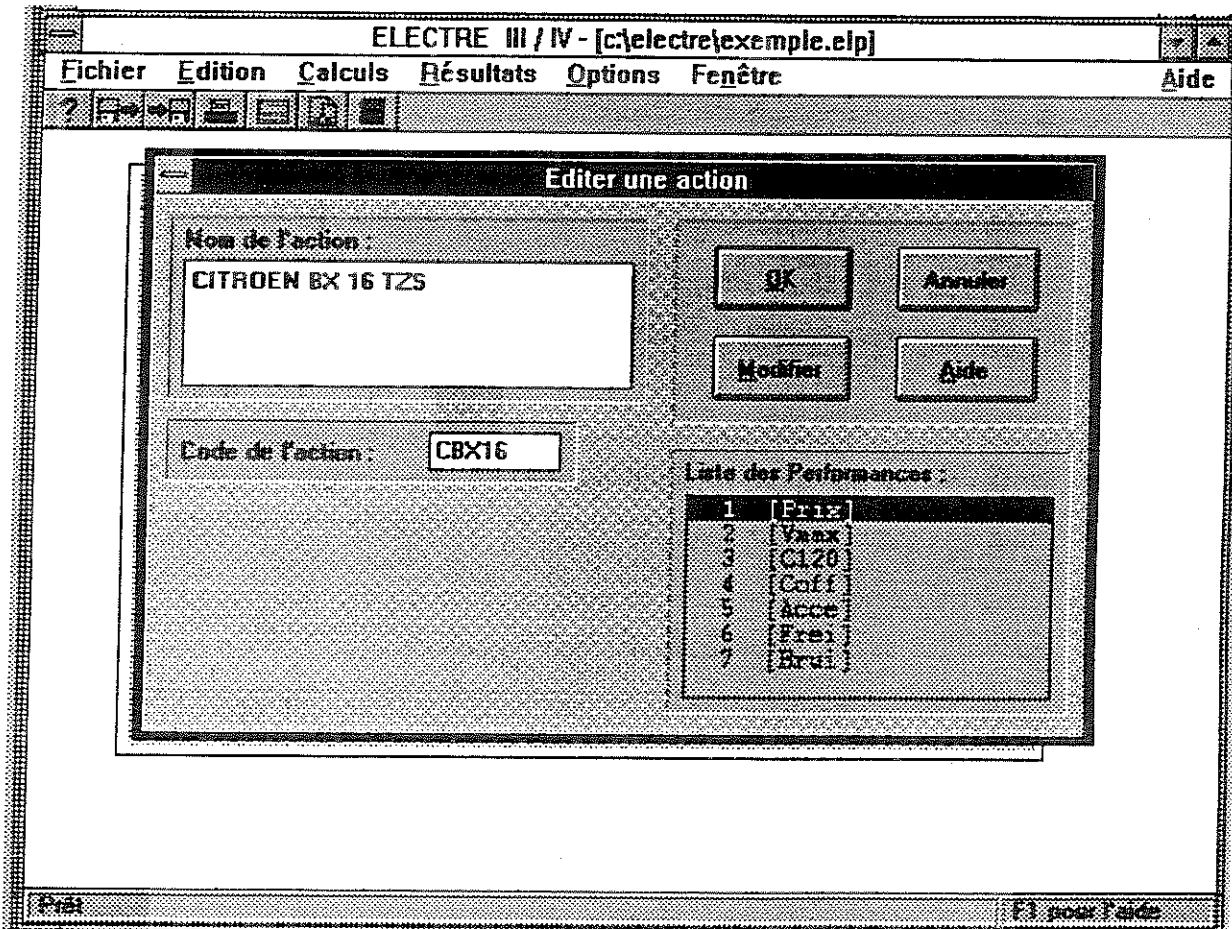 ELECTRE III / IV - [c:\electre\exemple.elp]
Fichier Edition Calculs Résultats Options Fenêtre Aide
?
Editer une action
Nom de l'action :
CITROEN BX 16 TZS
OK Annuler
Modifier Aide
Code de l'action : CBX16
Liste des Performances :
1 [Prix]
2 [Vmax]
3 [C120]
4 [Coff]
5 [Acce]
6 [Frei]
7 [Brui]
Prêt F1 pour l'aide